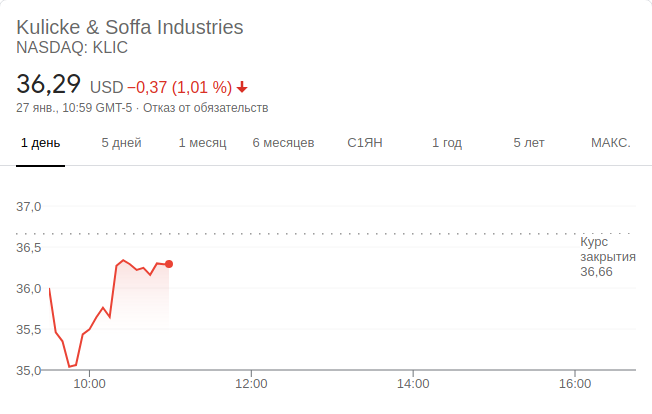 Kulicke & Soffa Industries
NASDAQ: KLIC
36,29 USD −0,37 (1,01 %)
27 янв., 10:59 GMT-5 · Отказ от обязательств
1 день 5 дней 1 месяц 6 месяцев С1ЯН 1 год 5 лет МАКС.
37,0
36,5
36,0
35,5
35,0
Курс
закрытия
36,66
10:00 12:00 14:00 16:00